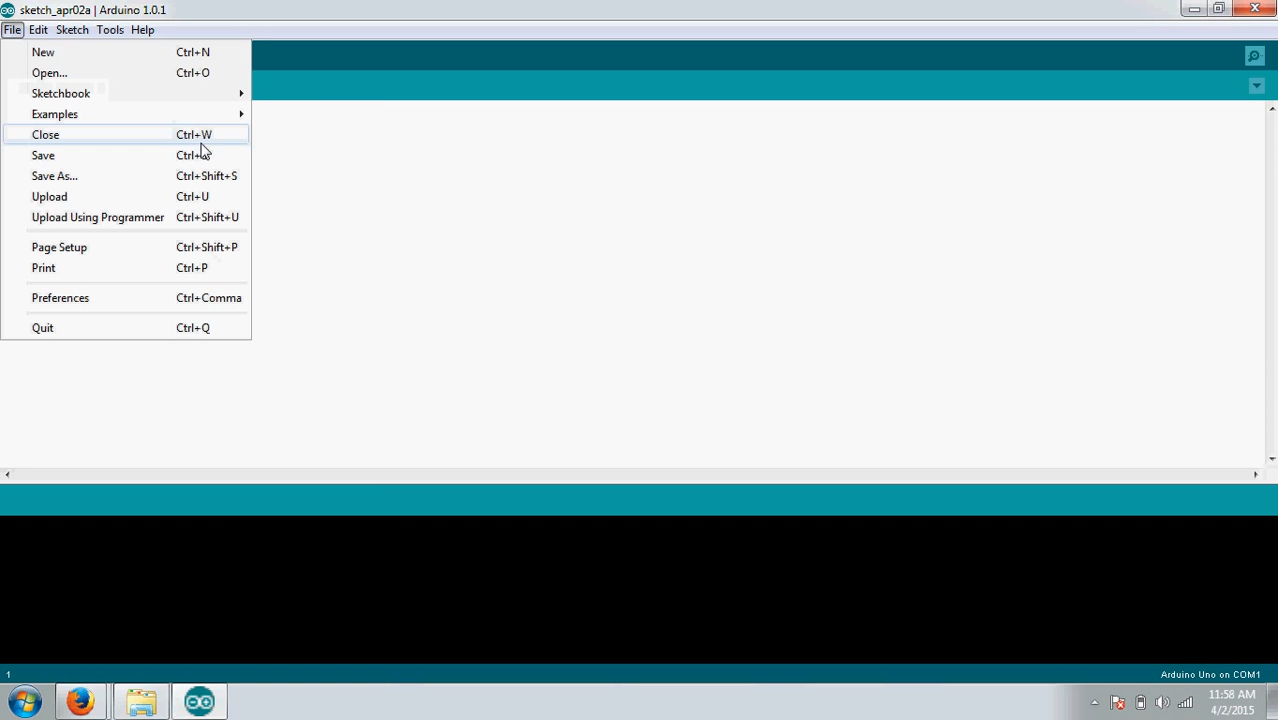 sketch_apr02a | Arduino 1.0.1
File Edit Sketch Tools Help
New Ctrl+N
Open... Ctrl+O
Sketchbook
Examples
Close Ctrl+W
Save Ctrl+
Save As... Ctrl+Shift+S
Upload Ctrl+U
Upload Using Programmer Ctrl+Shift+U
Page Setup Ctrl+Shift+P
Print Ctrl+P
Preferences Ctrl+Comma
Quit Ctrl+Q
1 Arduino Uno on COM1
11:58 AM
4/2/2015